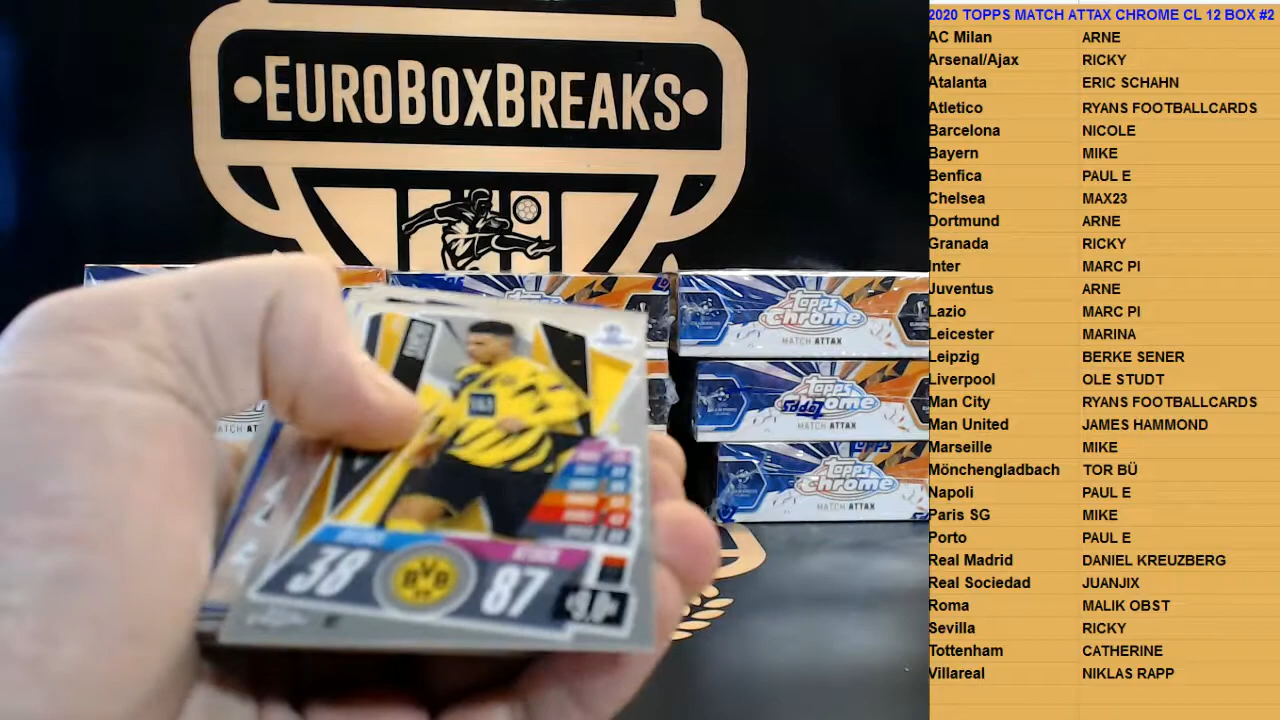 EUROBOXBREAKS
topps
Chrome
MATCH ATTAX
topps
Chrome
MATCH ATTAX
topps
Chrome
MATCH ATTAX
38
87
9.0
BVB
09
2020 TOPPS MATCH ATTAX CHROME CL 12 BOX #2
AC Milan ARNE
Arsenal/Ajax RICKY
Atalanta ERIC SCHAHN
Atletico RYANS FOOTBALLCARDS
Barcelona NICOLE
Bayern MIKE
Benfica PAUL E
Chelsea MAX23
Dortmund ARNE
Granada RICKY
Inter MARC PI
Juventus ARNE
Lazio MARC PI
Leicester MARINA
Leipzig BERKE SENER
Liverpool OLE STUDT
Man City RYANS FOOTBALLCARDS
Man United JAMES HAMMOND
Marseille MIKE
Mönchengladbach TOR BÜ
Napoli PAUL E
Paris SG MIKE
Porto PAUL E
Real Madrid DANIEL KREUZBERG
Real Sociedad JUANJIX
Roma MALIK OBST
Sevilla RICKY
Tottenham CATHERINE
Villareal NIKLAS RAPP